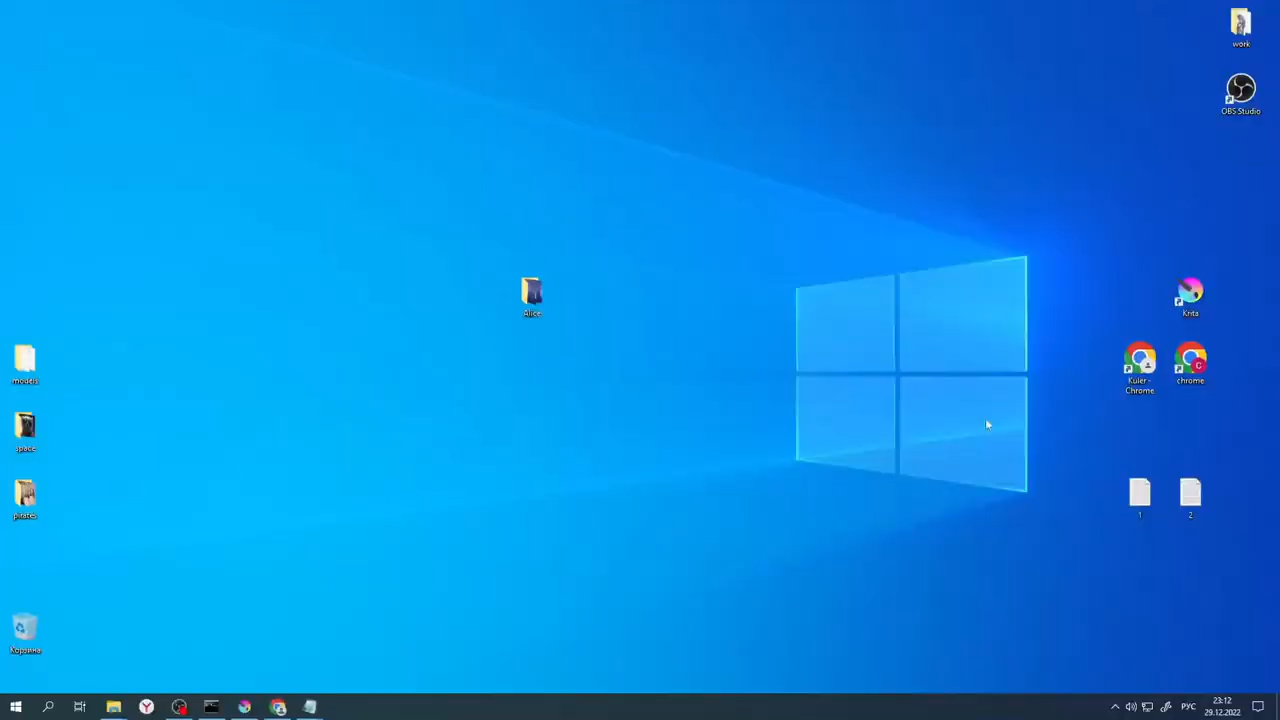 work
OBS Studio
Alice
Krita
models
Kuler -
Chrome
chrome
space
pirates
1
2
Корзина
РУС
23:12
29.12.2022